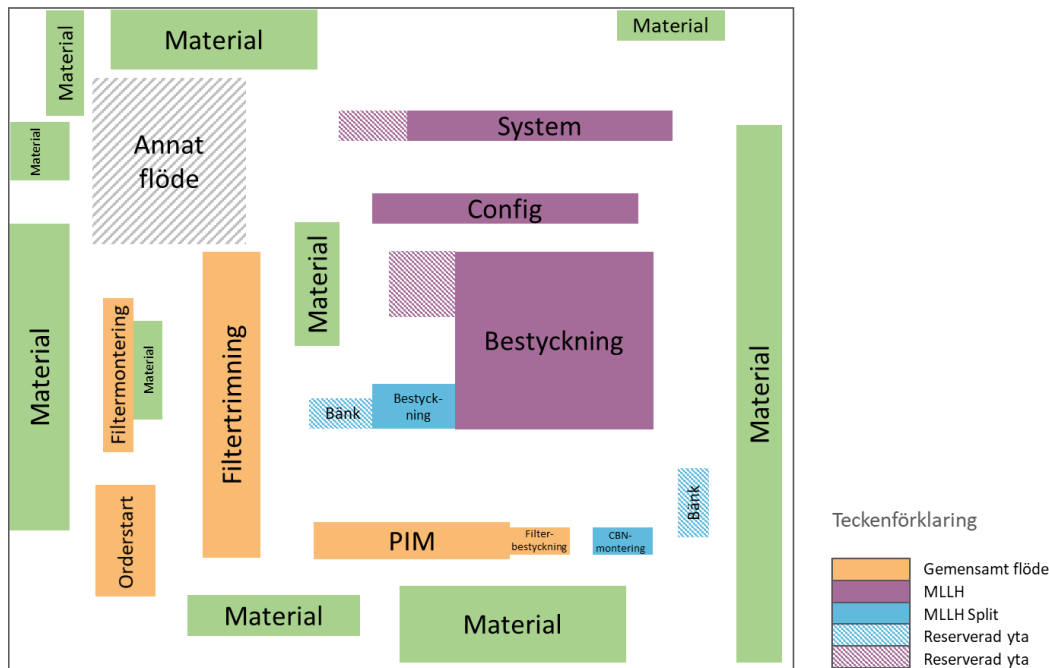 Material
Material
Material
Material
Annat
flöde
System
Config
Material
Material
Filtermontering
Material
Filtertrimning
Bestyckning
Bänk
Bestyck-
ning
Material
Orderstart
PIM
Filter-
bestyckning
CBN-
montering
Bänk
Material
Material
Teckenförklaring
Gemensamt flöde
MLLH
MLLH Split
Reserverad yta
Reserverad yta